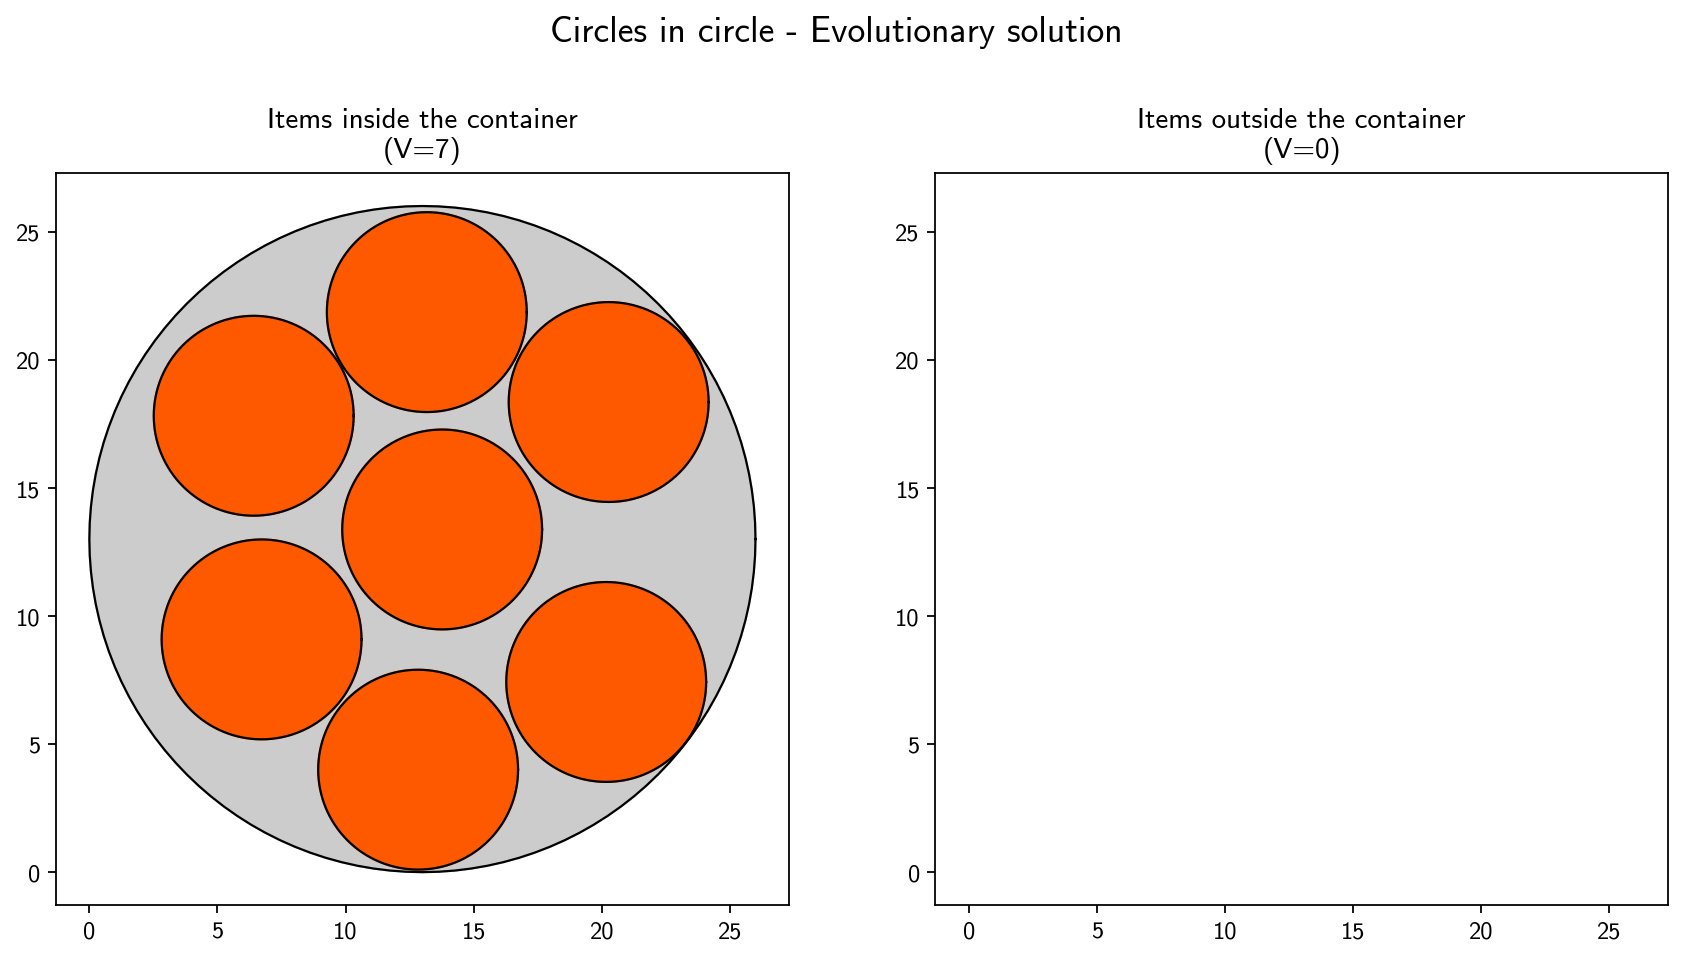 Circles in circle - Evolutionary solution
Items inside the container
(V=7)
25
20
15
10
5
0
0 5 10 15 20 25
Items outside the container
(V=0)
25
20
15
10
5
0
0 5 10 15 20 25